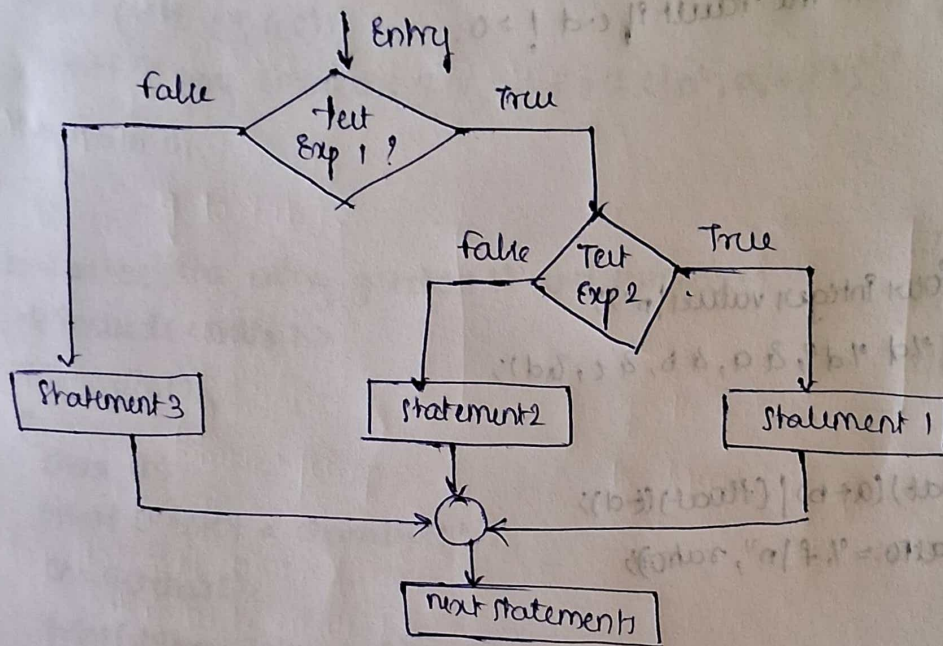 Entry
False
True
Test
Exp 1 ?
False
True
Test
Exp 2
Statement 3
Statement 2
Statement 1
next statements